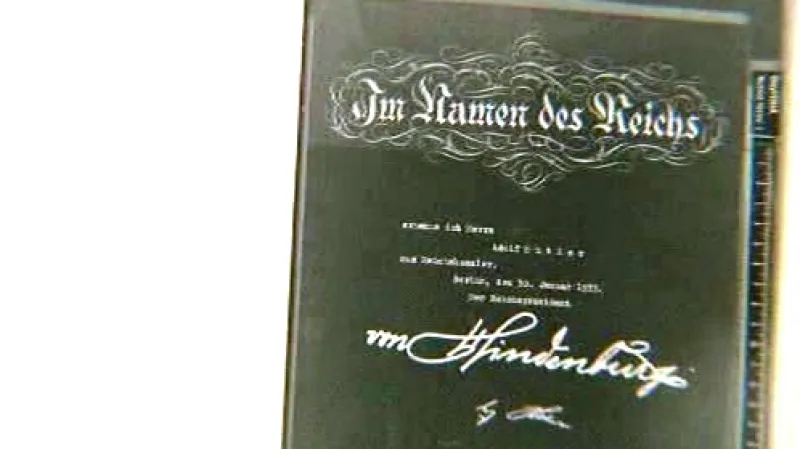 Im Namen des Reichs
ernenne ich Herrn
Adolf Hitler
zum Reichskanzler.
Berlin, den 30. Januar 1933.
Der Reichspräsident
von Hindenburg